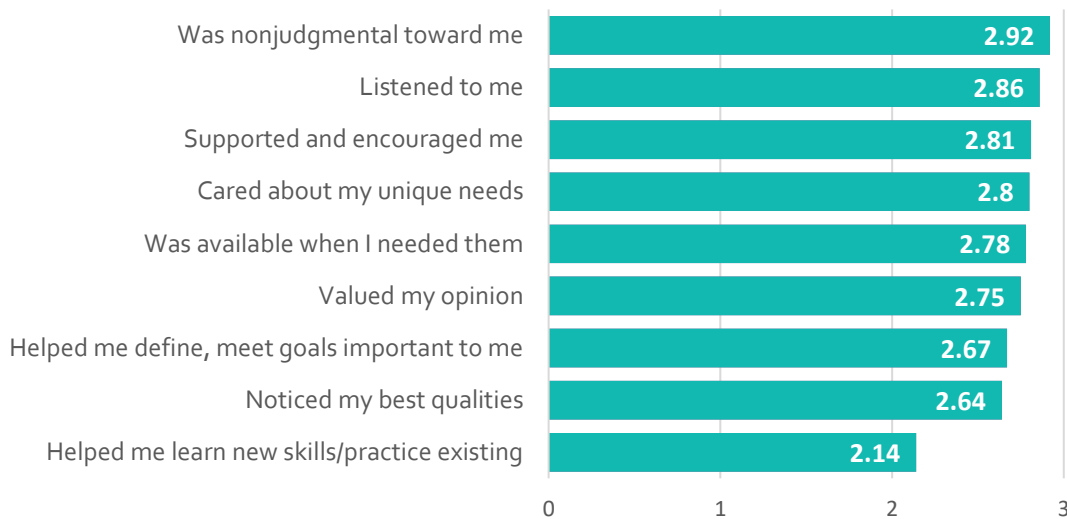 Was nonjudgmental toward me 2.92
Listened to me 2.86
Supported and encouraged me 2.81
Cared about my unique needs 2.8
Was available when I needed them 2.78
Valued my opinion 2.75
Helped me define, meet goals important to me 2.67
Noticed my best qualities 2.64
Helped me learn new skills/practice existing 2.14
0 1 2 3